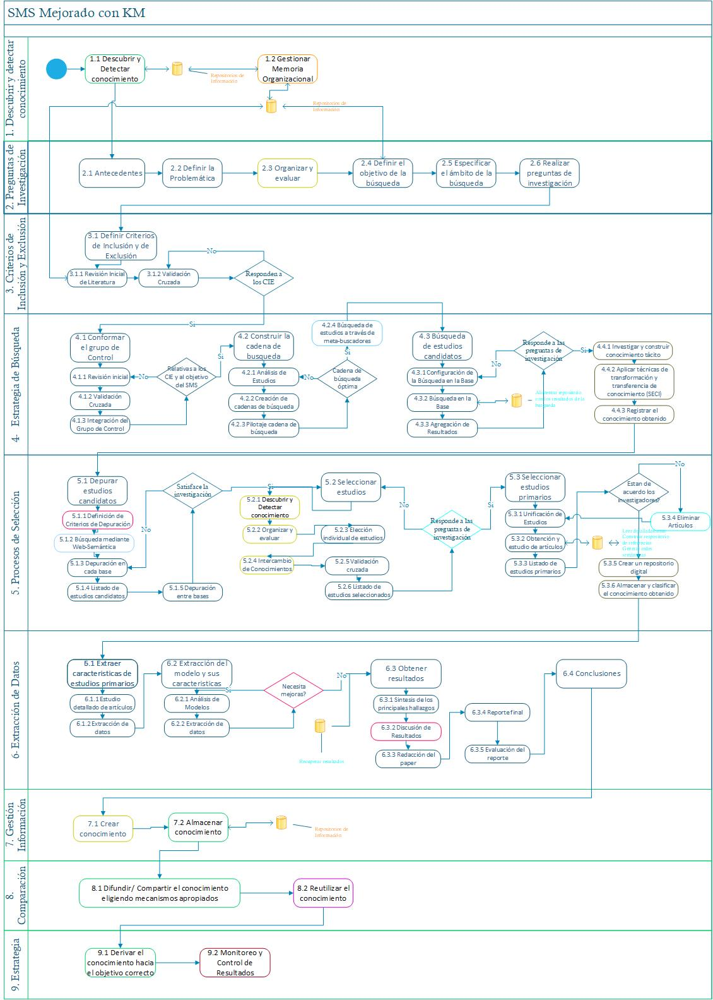 SMS Mejorado con KM
1. Descubrir y detectar
conocimiento
1.1 Descubrir y
Detectar
conocimiento
Repositorios de
Información
1.2 Gestionar
Memoria
Organizacional
Repositorios de
Información
2. Preguntas de
Investigación
2.1 Antecedentes
2.2 Definir la
Problemática
2.3 Organizar y
evaluar
2.4 Definir el
objetivo de la
búsqueda
2.5 Especificar
el ámbito de la
búsqueda
2.6 Realizar
preguntas de
investigación
3. Criterios de
Inclusión y Exclusión
3.1 Definir Criterios
de Inclusión y de
Exclusión
3.1.1 Revisión Inicial
de Literatura
3.1.2 Validación
Cruzada
No
Responden a
los CIE
Si
4- Estrategia de Búsqueda
4.1 Conformar
el grupo de
Control
4.1.1 Revisión inicial
4.1.2 Validación
Cruzada
4.1.3 Integración del
Grupo de Control
No
Relativas a los
CIE y al objetivo
del SMS
Si
4.2 Construir la
cadena de
busqueda
4.2.1 Análisis de
Estudios
4.2.2 Creación de
cadenas de búsqueda
4.2.3 Pilotaje cadena de
búsqueda
No
Cadena de
búsqueda
óptima
Si
4.2.4 Búsqueda de
estudios a través de
meta-buscadores
4.3 Búsqueda
de estudios
candidatos
4.3.1 Configuración de
la Búsqueda en la Base
4.3.2 Búsqueda en la
Base
4.3.3 Agregación de
Resultados
No
Responde a las
preguntas de
investigación
Si
Alimentar repositorio
con los resultados de la
búsqueda
4.4.1 Investigar y construir
conocimiento tácito
4.4.2 Aplicar técnicas de
transformación y
transferencia de
conocimiento (SECI)
4.4.3 Registrar el
conocimiento obtenido
5. Procesos de Selección
5.1 Depurar
estudios
candidatos
5.1.1 Definición de
Criterios de Depuración
5.1.2 Búsqueda mediante
Web-Semántica
5.1.3 Depuración en
cada base
5.1.4 Listado de
estudios candidatos
5.1.5 Depuración
entre bases
No
Satisface la
investigación
Si
5.2 Seleccionar
estudios
5.2.1 Descubrir y
Detectar
conocimiento
5.2.2 Organizar y
evaluar
5.2.3 Elección
individual de estudios
5.2.4 Intercambio
de Conocimientos
5.2.5 Validación
cruzada
5.2.6 Listado de
estudios seleccionados
No
Responde a las
preguntas de
investigación
Si
5.3 Seleccionar
estudios
primarios
5.3.1 Unificación de
Estudios
5.3.2 Obtención y
estudio de artículos
5.3.3 Listado de
estudios primarios
Estan de
acuerdo los
investigadores?
No
5.3.4 Eliminar
Artículos
Leer detalladamente
Construir
de referencias
Generar redes
5.3.5 Crear un repositorio
digital
5.3.6 Almacenar y clasificar
el conocimiento obtenido
6- Extracción de Datos
6.1 Extraer
caracteristicas de
estudios primarios
6.1.1 Estudio
detallado de artículos
6.1.2 Extracción de
datos
6.2 Extracción del
modelo y sus
caracteristicas
6.2.1 Análisis de
Modelos
6.2.2 Extracción de
datos
Si
Necesita
mejoras?
No
Recuperar resultados
6.3 Obtener
resultados
6.3.1 Sintesis de los
principales hallazgos
6.3.2 Discusión de
Resultados
6.3.3 Redacción del
paper
6.3.4 Reporte final
6.3.5 Evaluación del
reporte
6.4 Conclusiones
7. Gestión
Información
7.1 Crear
conocimiento
7.2 Almacenar
conocimiento
Repositorios de
Información
8.
Comparación
8.1 Difundir/ Compartir el conocimiento
eligiendo mecanismos apropiados
8.2 Reutilizar el
conocimiento
9. Estrategia
9.1 Derivar el
conocimiento hacia
el objetivo correcto
9.2 Monitoreo y
Control de
Resultados